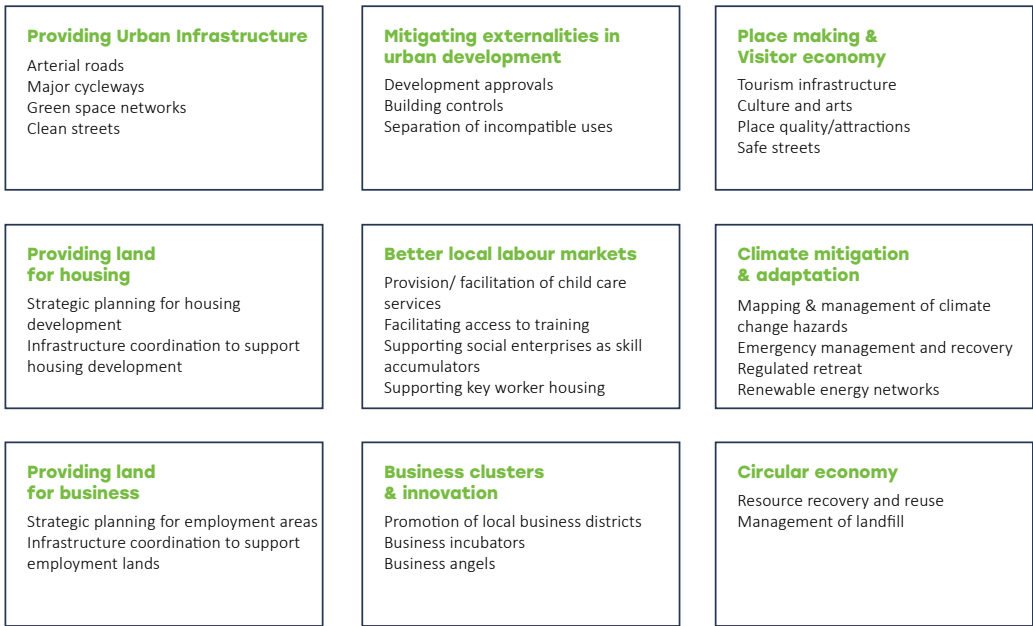 Providing Urban Infrastructure
Arterial roads
Major cycleways
Green space networks
Clean streets
Mitigating externalities in
urban development
Development approvals
Building controls
Separation of incompatible uses
Place making &
Visitor economy
Tourism infrastructure
Culture and arts
Place quality/attractions
Safe streets
Providing land
for housing
Strategic planning for housing
development
Infrastructure coordination to support
housing development
Better local labour markets
Provision/ facilitation of child care
services
Facilitating access to training
Supporting social enterprises as skill
accumulators
Supporting key worker housing
Climate mitigation
& adaptation
Mapping & management of climate
change hazards
Emergency management and recovery
Regulated retreat
Renewable energy networks
Providing land
for business
Strategic planning for employment areas
Infrastructure coordination to support
employment lands
Business clusters
& innovation
Promotion of local business districts
Business incubators
Business angels
Circular economy
Resource recovery and reuse
Management of landfill